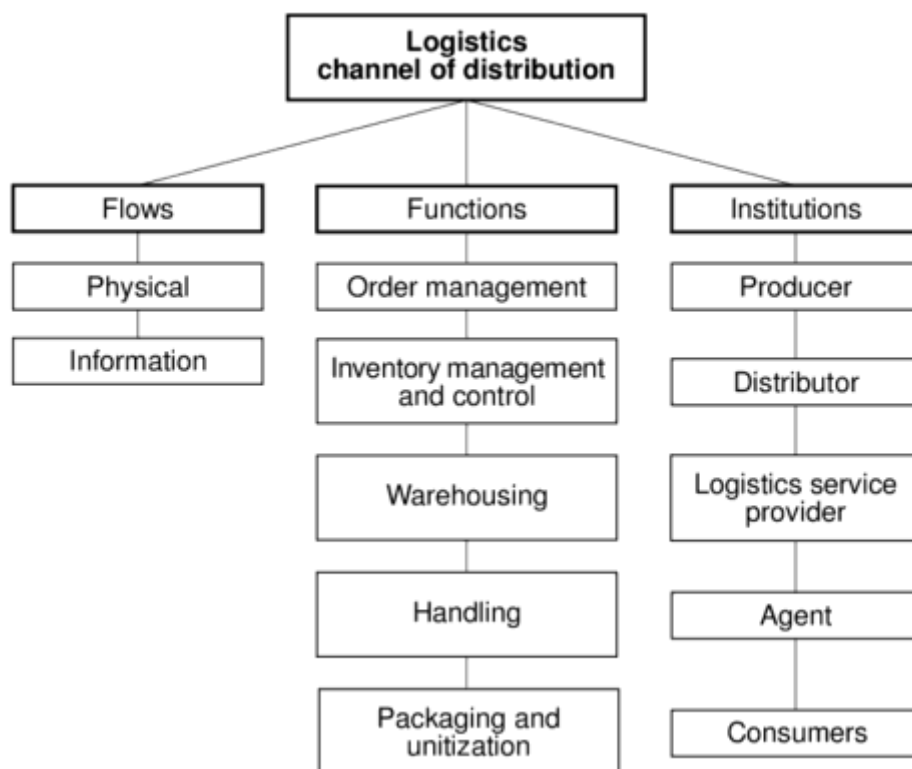 Logistics
channel of distribution
Flows
Functions
Institutions
Physical
Order management
Producer
Information
Inventory management
and control
Distributor
Warehousing
Logistics service
provider
Handling
Agent
Packaging and
unitization
Consumers